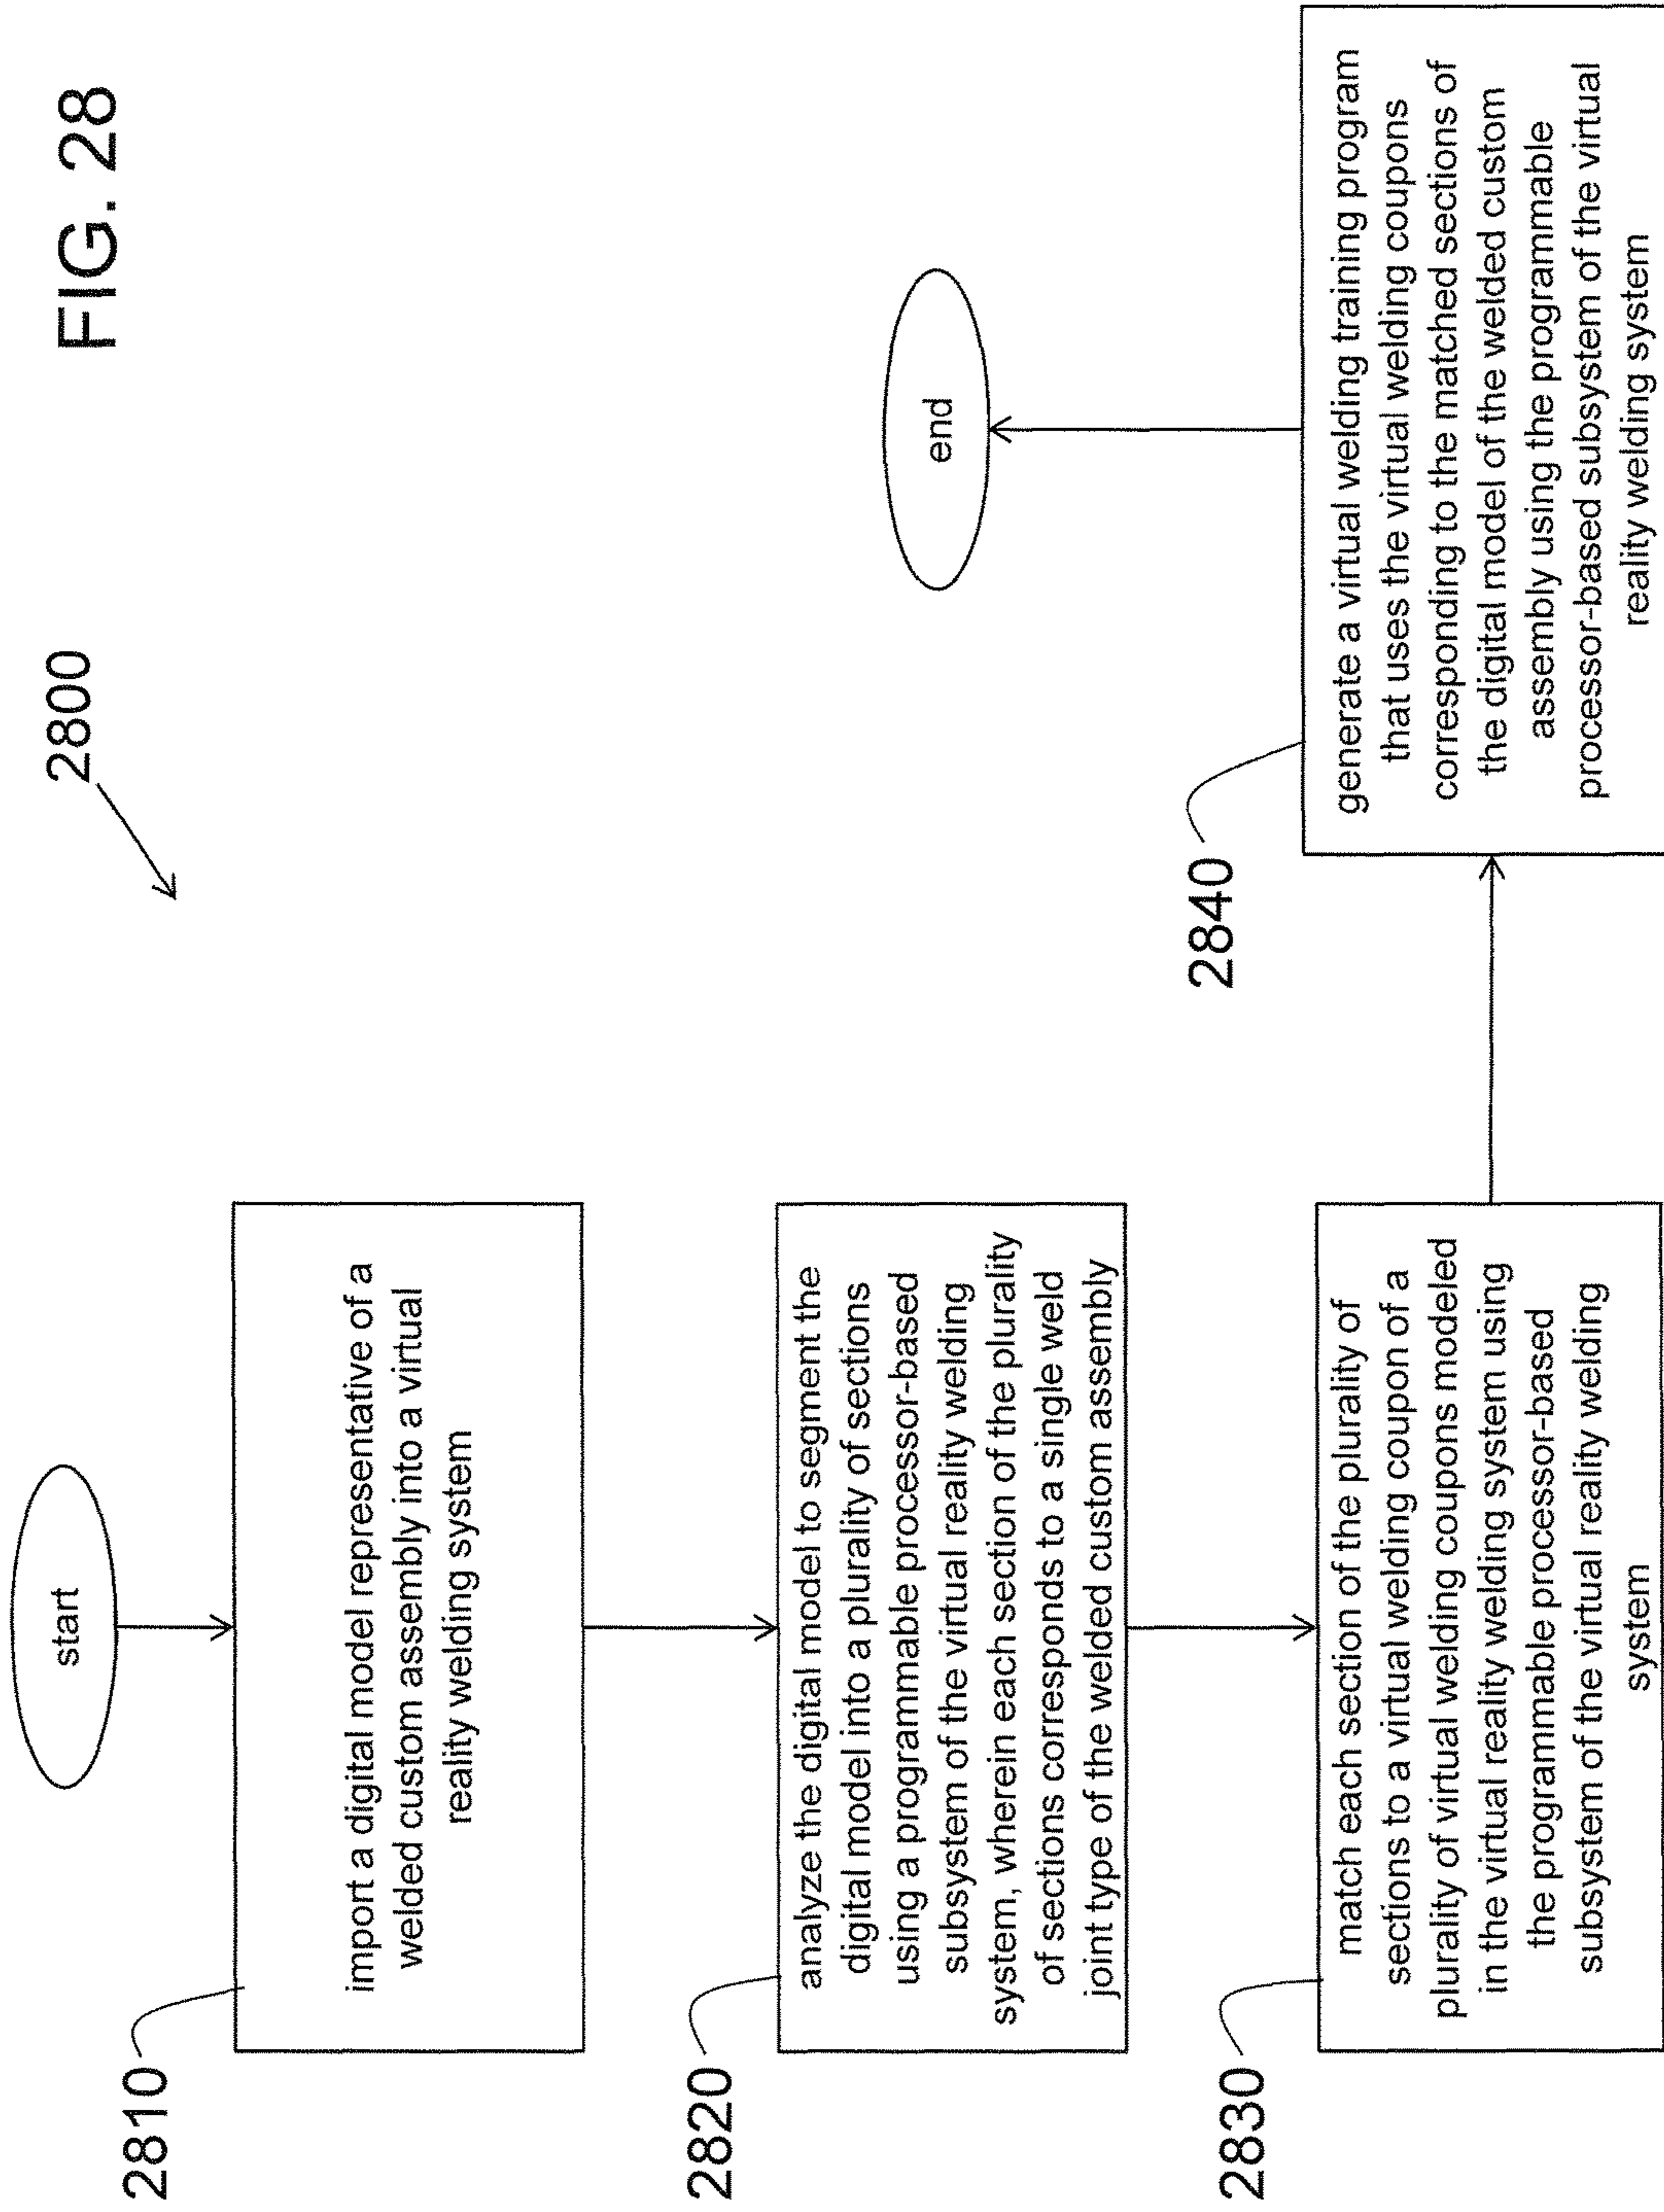 FIG. 28
2800
start
2810
import a digital model representative of a
welded custom assembly into a virtual
reality welding system
2820
analyze the digital model to segment the
digital model into a plurality of sections
using a programmable processor-based
subsystem of the virtual reality welding
system, wherein each section of the plurality
of sections corresponds to a single weld
joint type of the welded custom assembly
2830
match each section of the plurality of
sections to a virtual welding coupon of a
plurality of virtual welding coupons modeled
in the virtual reality welding system using
the programmable processor-based
subsystem of the virtual reality welding
system
2840
generate a virtual welding training program
that uses the virtual welding coupons
corresponding to the matched sections of
the digital model of the welded custom
assembly using the programmable
processor-based subsystem of the virtual
reality welding system
end